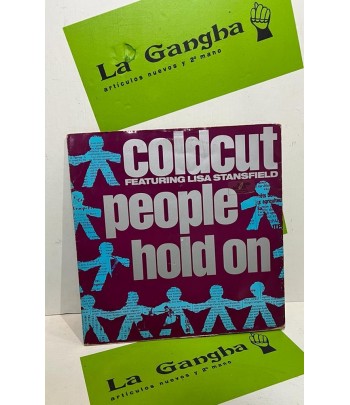 La Gangba
artículos nuevos y 2ª mano
coldcut
FEATURING LISA STANSFIELD
people
hold on
La Gangba
artículos nuevos y 2ª mano